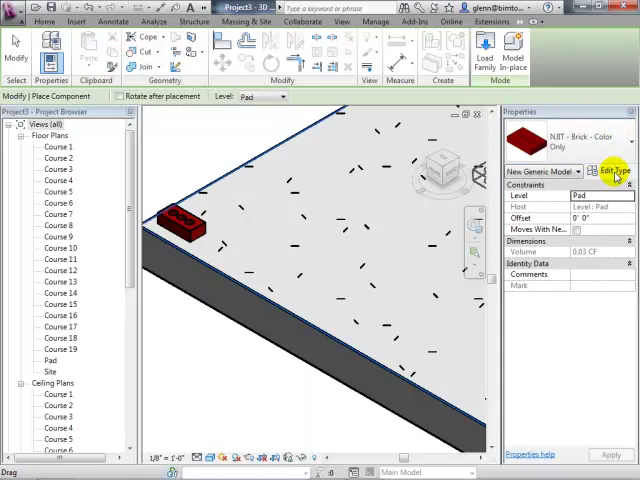 Project3 - 3D ...
Type a keyword or phrase
glenn@bimto...
Home
Insert
Annotate
Analyze
Structure
Massing & Site
Collaborate
View
Manage
Add-Ins
Online
Extensions
Modify
Properties
Paste
Cope
Cut
Join
Load Family
Model In-place
Select
Properties
Clipboard
Geometry
Modify
View
Measure
Create
Mode
Modify | Place Component
Rotate after placement
Level: Pad
Project3 - Project Browser
Views (all)
Floor Plans
Course 1
Course 2
Course 3
Course 4
Course 5
Course 6
Course 7
Course 8
Course 9
Course 10
Course 11
Course 12
Course 13
Course 14
Course 15
Course 16
Course 17
Course 18
Course 19
Pad
Site
Ceiling Plans
Course 1
Course 2
Course 3
Course 4
Course 5
Course 6
Properties
NJIT - Brick - Color Only
New Generic Model
Edit Type
Constraints
Level Pad
Host Level : Pad
Offset 0' 0"
Moves With Ne...
Dimensions
Volume 0.03 CF
Identity Data
Comments
Mark
Properties help
Apply
1/8" = 1'-0"
Drag
:0
Main Model